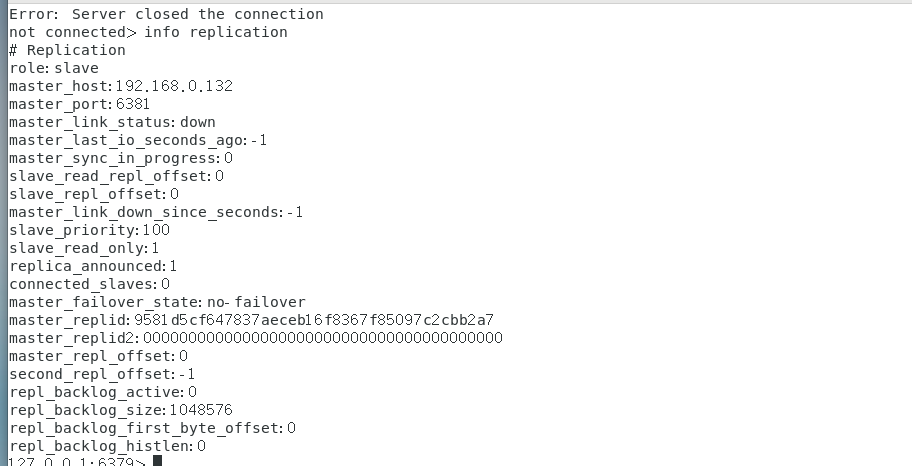 Error: Server closed the connection
not connected> info replication
# Replication
role:slave
master_host:192.168.0.132
master_port:6381
master_link_status:down
master_last_io_seconds_ago:-1
master_sync_in_progress:0
slave_read_repl_offset:0
slave_repl_offset:0
master_link_down_since_seconds:-1
slave_priority:100
slave_read_only:1
replica_announced:1
connected_slaves:0
master_failover_state:no-failover
master_replid:9581d5cf647837aeceb16f8367f85097c2cbb2a7
master_replid2:0000000000000000000000000000000000000000
master_repl_offset:0
second_repl_offset:-1
repl_backlog_active:0
repl_backlog_size:1048576
repl_backlog_first_byte_offset:0
repl_backlog_histlen:0
127.0.0.1:6379>